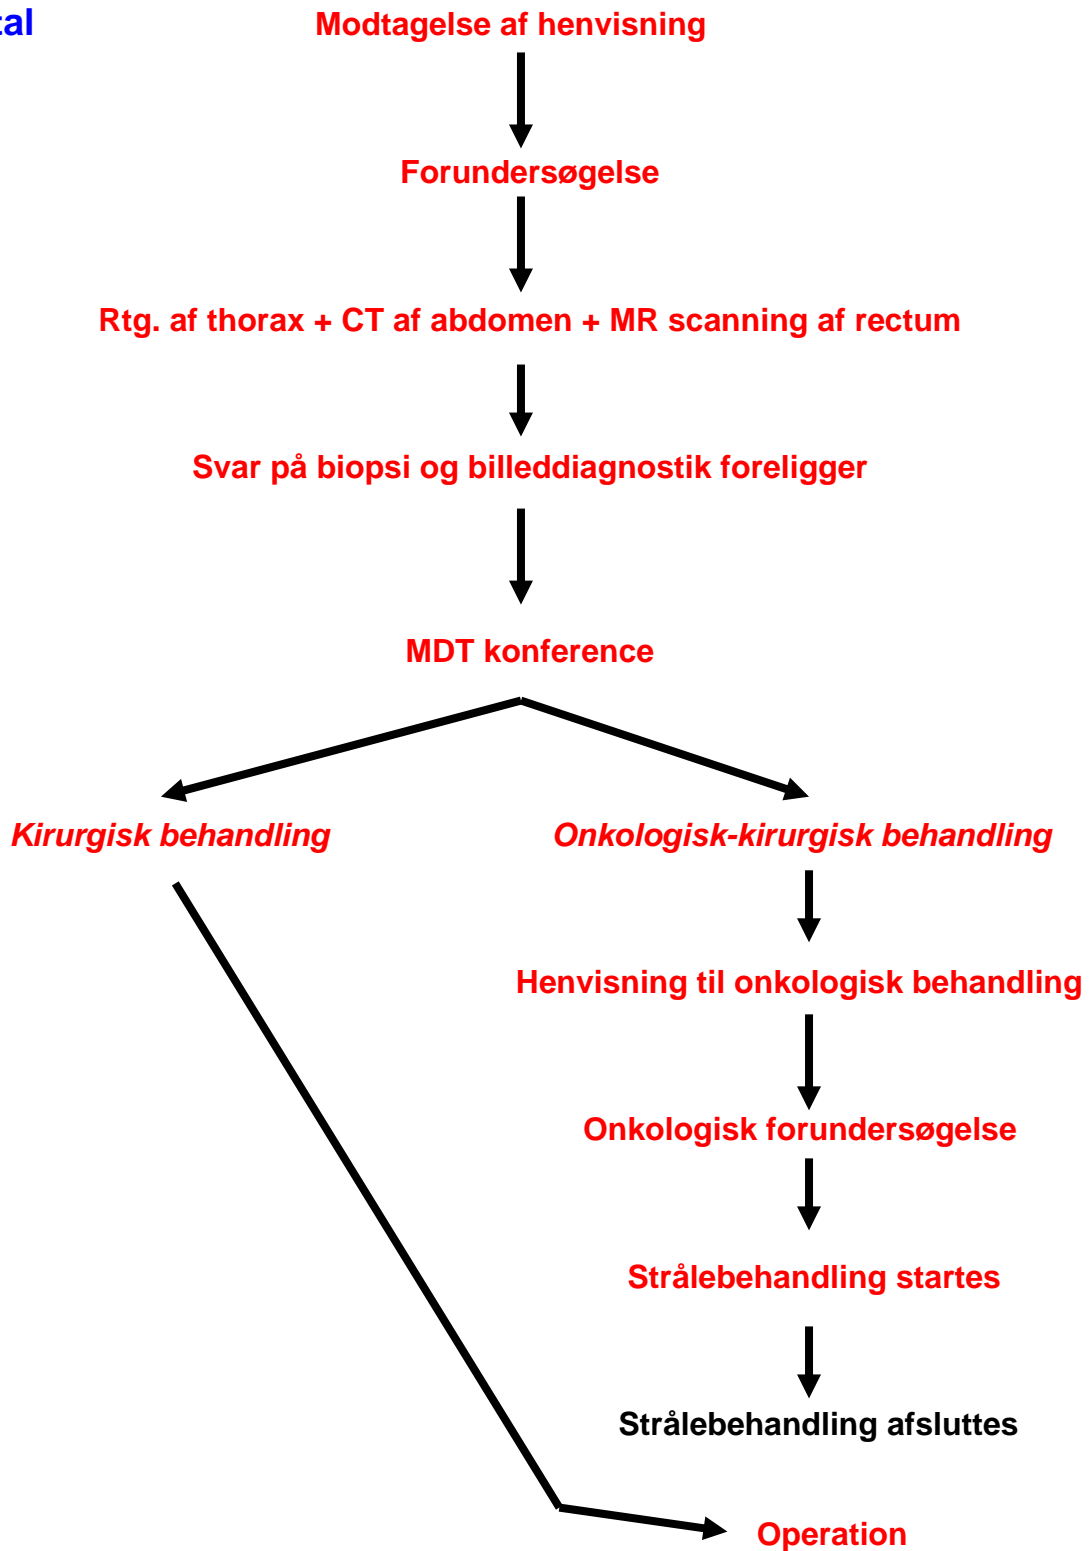 Modtagelse af henvisning
Forundersøgelse
Rtg. af thorax + CT af abdomen + MR scanning af rectum
Svar på biopsi og billeddiagnostik foreligger
MDT konference
Kirurgisk behandling
Onkologisk-kirurgisk behandling
Henvisning til onkologisk behandling
Onkologisk forundersøgelse
Strålebehandling startes
Strålebehandling afsluttes
Operation